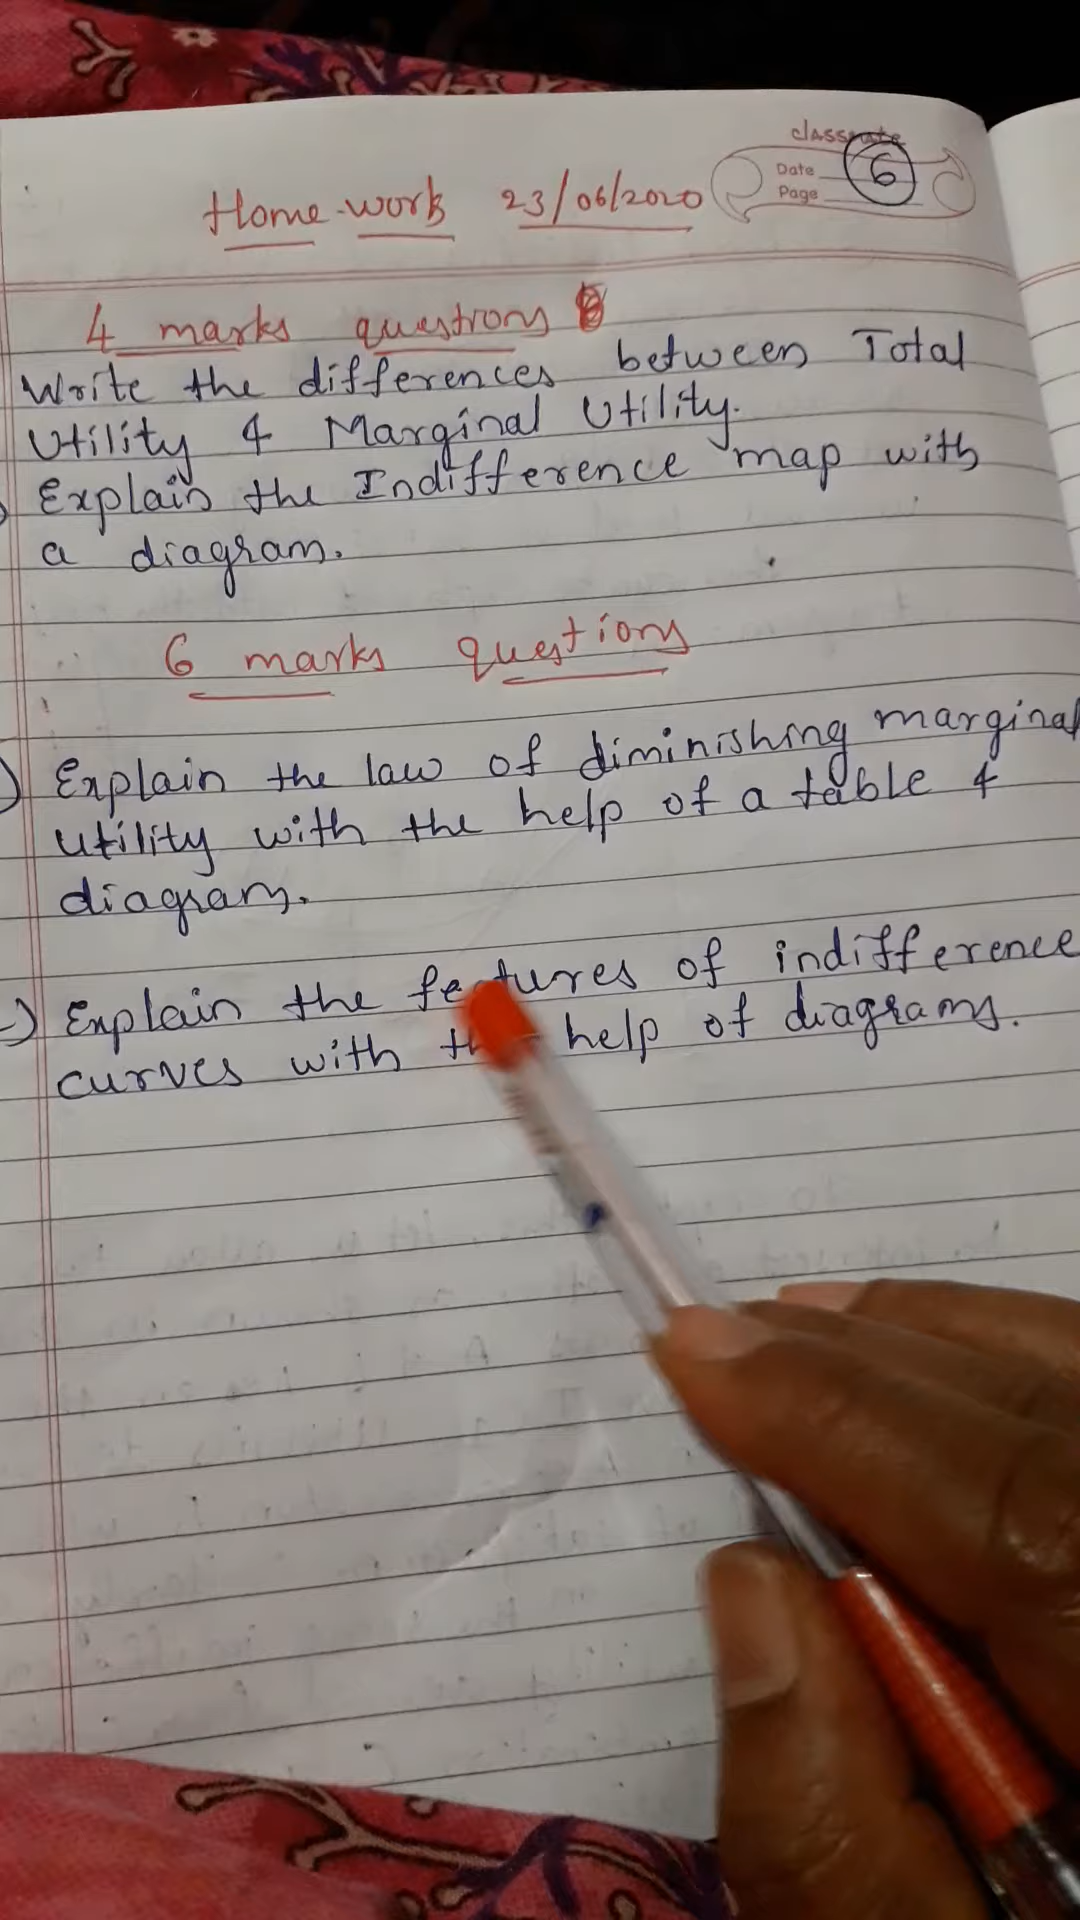 classmate
Date
Page
6
Home-work 23/06/2020
4 marks questions
Write the differences between Total
Utility & Marginal Utility.
Explain the Indifference map with
a diagram.
6 marks questions
Explain the law of diminishing marginal
utility with the help of a table &
diagram.
Explain the features of indifference
curves with the help of diagrams.